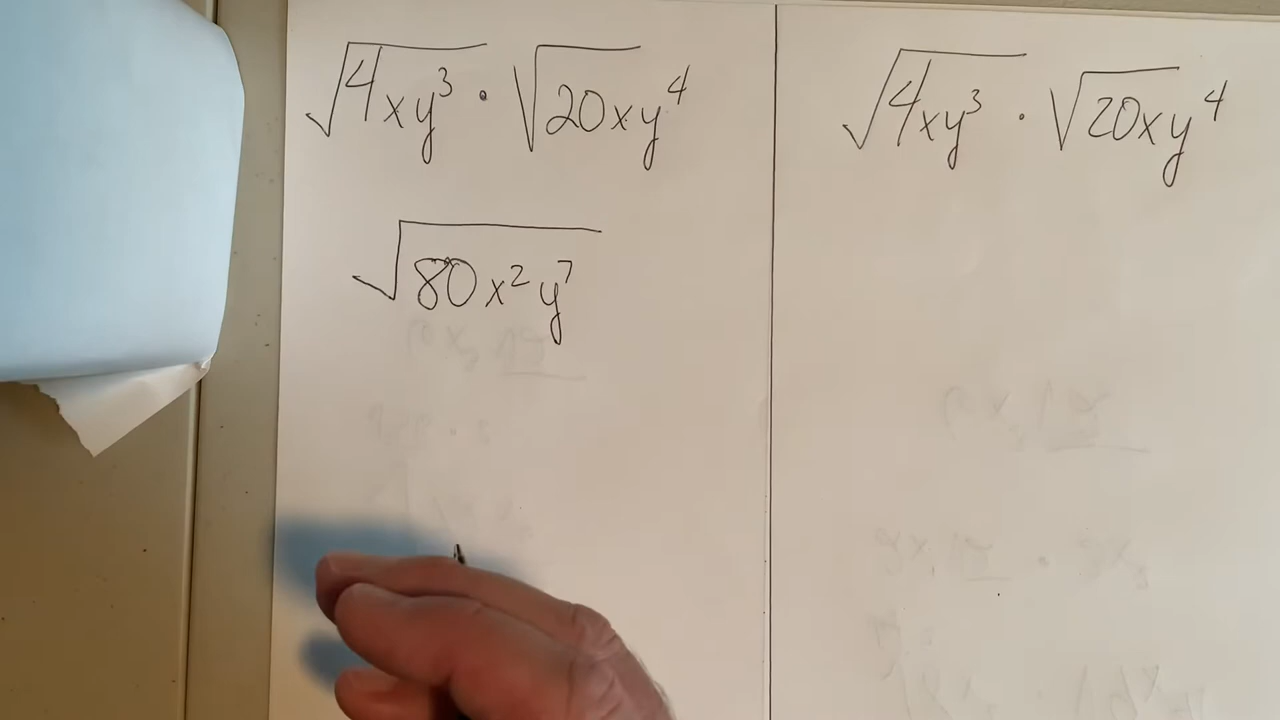 √4xy³ · √20xy⁴
√80x²y⁷
√4xy³ · √20xy⁴